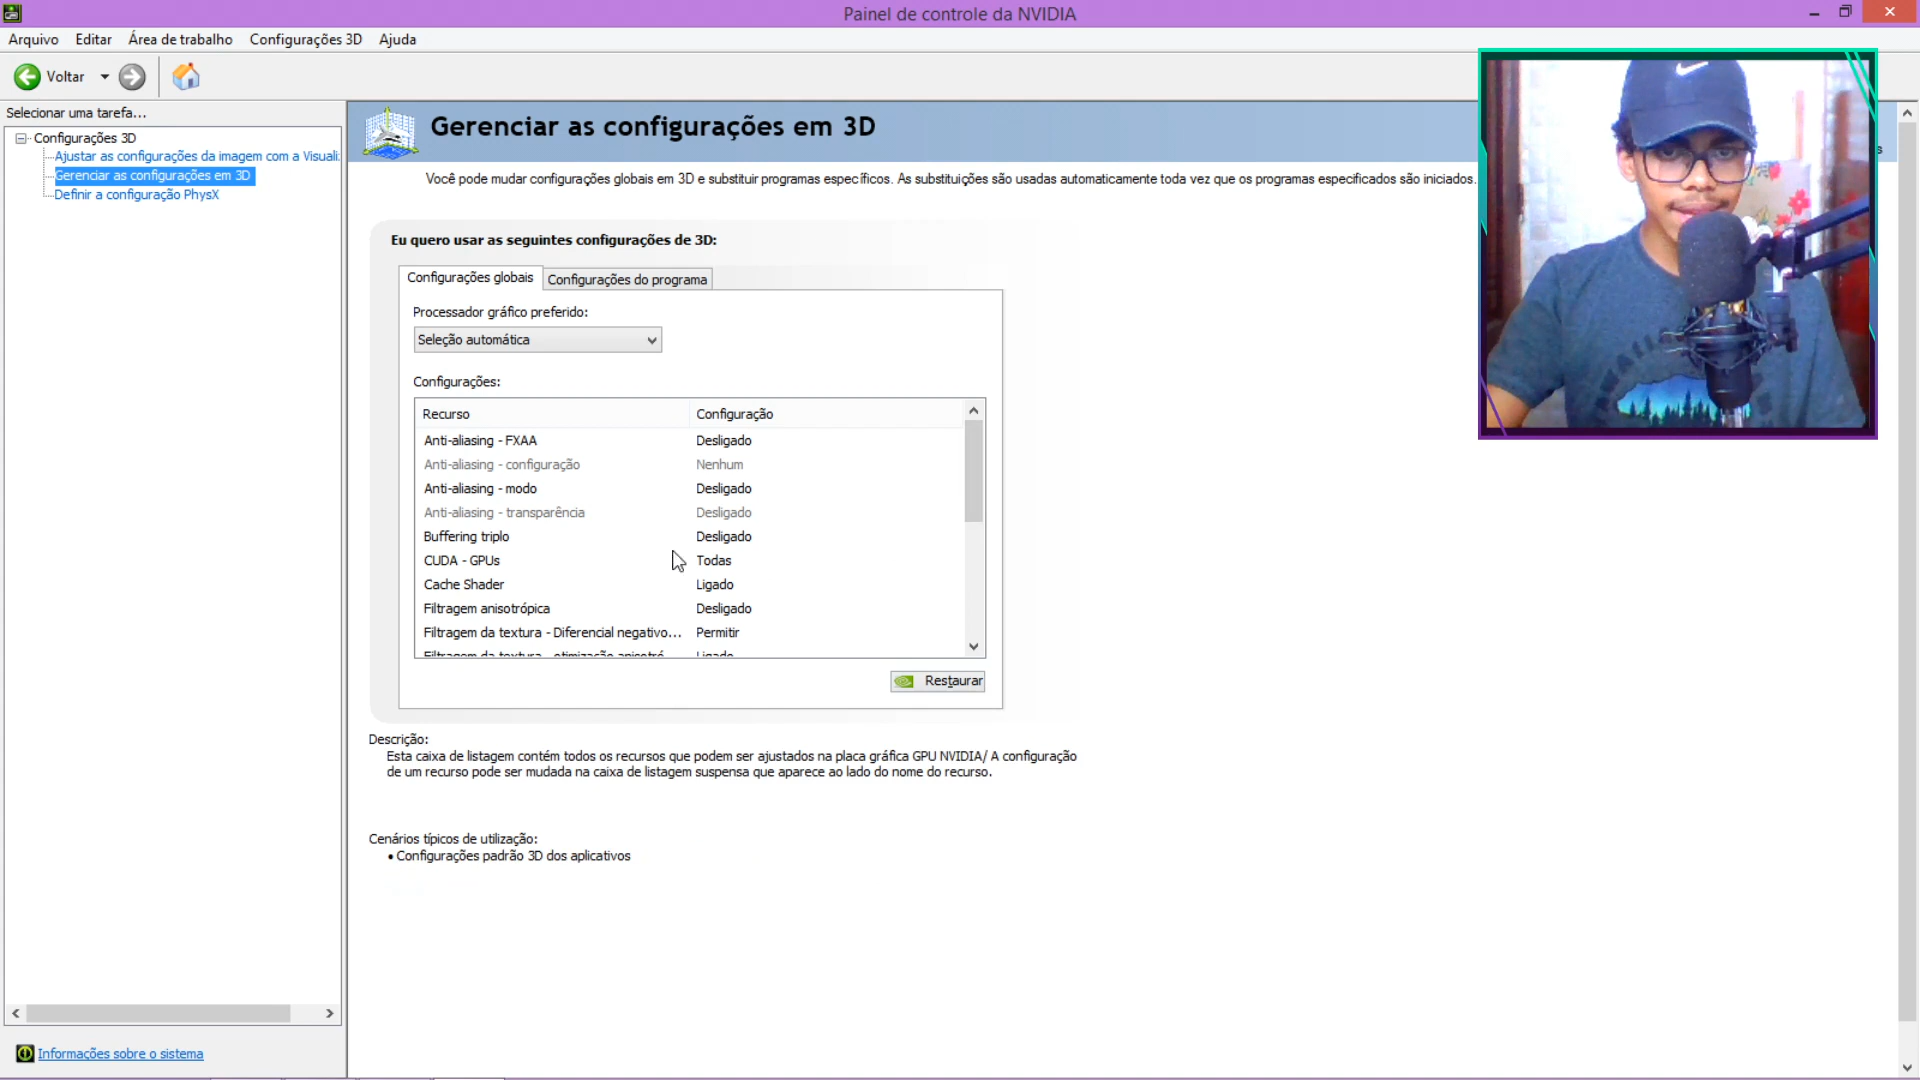 Painel de controle da NVIDIA
Arquivo Editar Área de trabalho Configurações 3D Ajuda
Voltar
Selecionar uma tarefa...
Configurações 3D
Ajustar as configurações da imagem com a Visuali
Gerenciar as configurações em 3D
Definir a configuração PhysX
Informações sobre o sistema
Gerenciar as configurações em 3D
Você pode mudar configurações globais em 3D e substituir programas específicos. As substituições são usadas automaticamente toda vez que os programas especificados são iniciados.
Eu quero usar as seguintes configurações de 3D:
Configurações globais Configurações do programa
Processador gráfico preferido:
Seleção automática
Configurações:
Recurso Configuração
Anti-aliasing - FXAA Desligado
Anti-aliasing - configuração Nenhum
Anti-aliasing - modo Desligado
Anti-aliasing - transparência Desligado
Buffering triplo Desligado
CUDA - GPUs Todas
Cache Shader Ligado
Filtragem anisotrópica Desligado
Filtragem da textura - Diferencial negativo... Permitir
Filtragem da textura - otimização anisotró... Ligado
Restaurar
Descrição:
Esta caixa de listagem contém todos os recursos que podem ser ajustados na placa gráfica GPU NVIDIA/ A configuração
de um recurso pode ser mudada na caixa de listagem suspensa que aparece ao lado do nome do recurso.
Cenários típicos de utilização:
• Configurações padrão 3D dos aplicativos